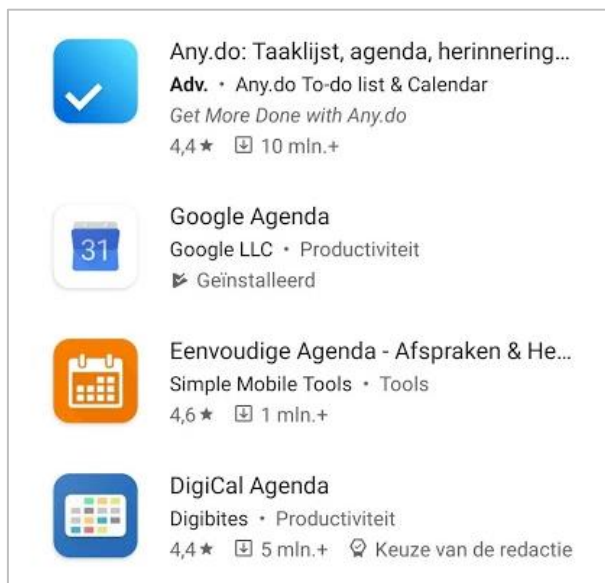 Any.do: Taaklijst, agenda, herinnering...
Adv. • Any.do To-do list & Calendar
Get More Done with Any.do
4,4★ 10 mln.+
31
Google Agenda
Google LLC • Productiviteit
Geïnstalleerd
Eenvoudige Agenda - Afspraken & He...
Simple Mobile Tools • Tools
4,6★ 1 mln.+
DigiCal Agenda
Digibites • Productiviteit
4,4★ 5 mln.+ Keuze van de redactie